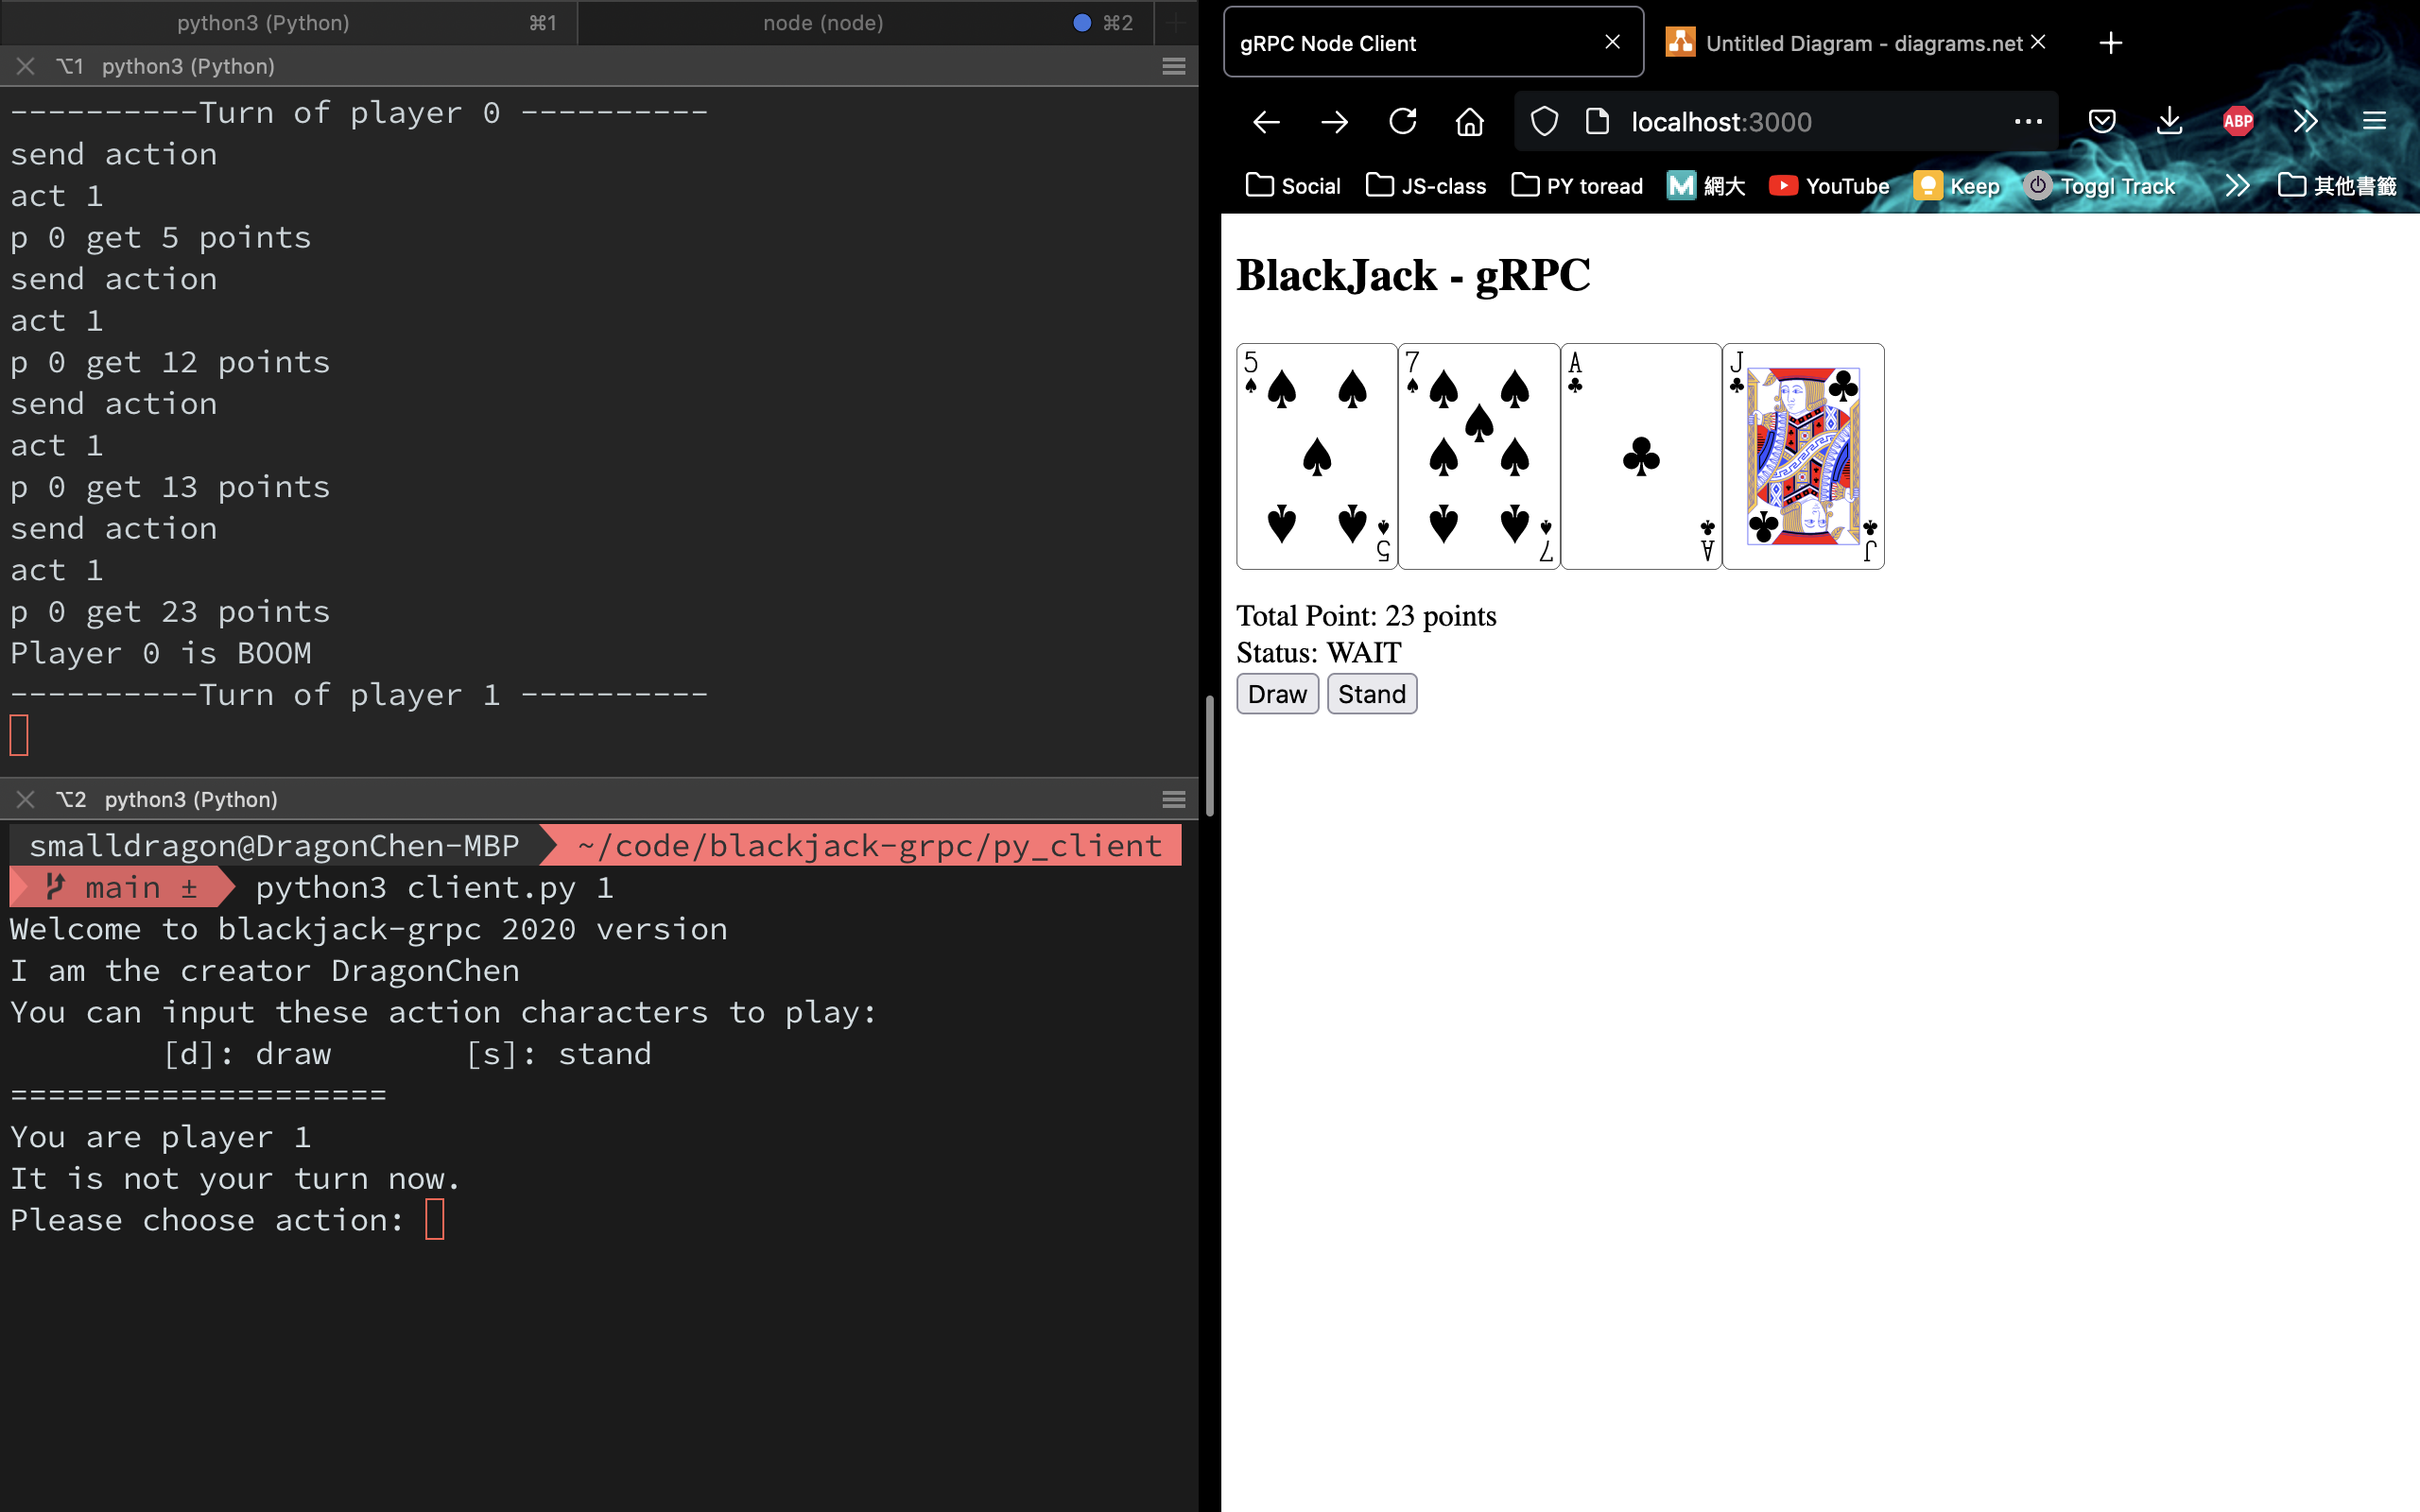 python3 (Python) ⌘1 node (node) ⌘2
⌥1 python3 (Python)
----------Turn of player 0 ----------
send action
act 1
p 0 get 5 points
send action
act 1
p 0 get 12 points
send action
act 1
p 0 get 13 points
send action
act 1
p 0 get 23 points
Player 0 is BOOM
----------Turn of player 1 ----------
⌥2 python3 (Python)
smalldragon@DragonChen-MBP ~/code/blackjack-grpc/py_client
main ± python3 client.py 1
Welcome to blackjack-grpc 2020 version
I am the creator DragonChen
You can input these action characters to play:
[d]: draw [s]: stand
====================
You are player 1
It is not your turn now.
Please choose action:
gRPC Node Client Untitled Diagram - diagrams.net
localhost:3000 ABP
Social JS-class PY toread M 網大 YouTube Keep Toggl Track 其他書籤
BlackJack - gRPC
5 7 A J
5 7 A J
Total Point: 23 points
Status: WAIT
Draw Stand